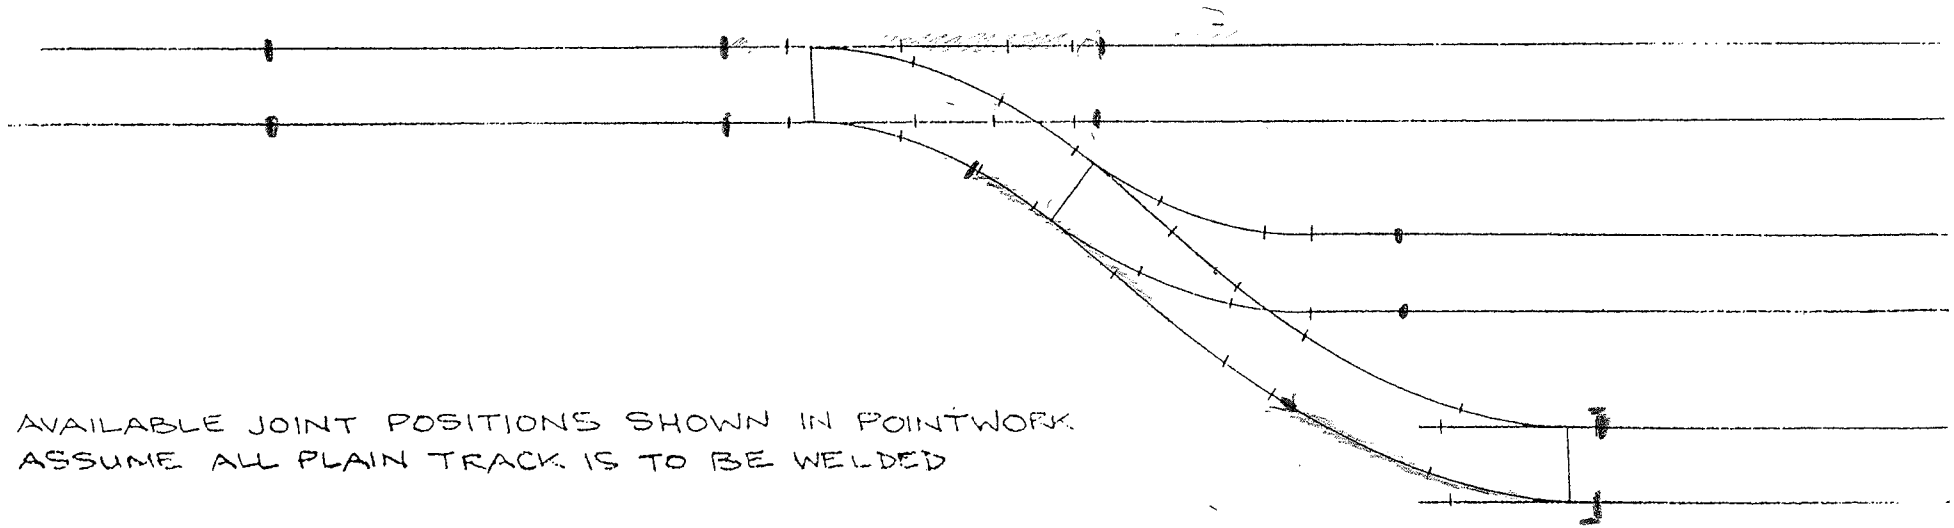 AVAILABLE JOINT POSITIONS SHOWN IN POINTWORK
ASSUME ALL PLAIN TRACK IS TO BE WELDED